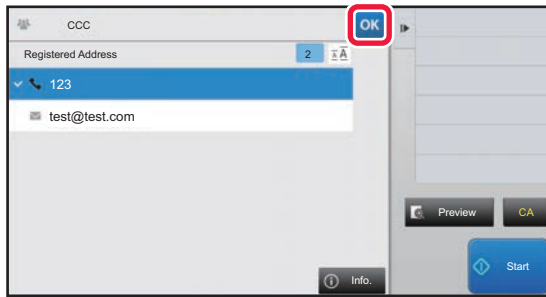 CCC
OK
Registered Address 2 A A
123
test@test.com
Preview CA
Start
Info.